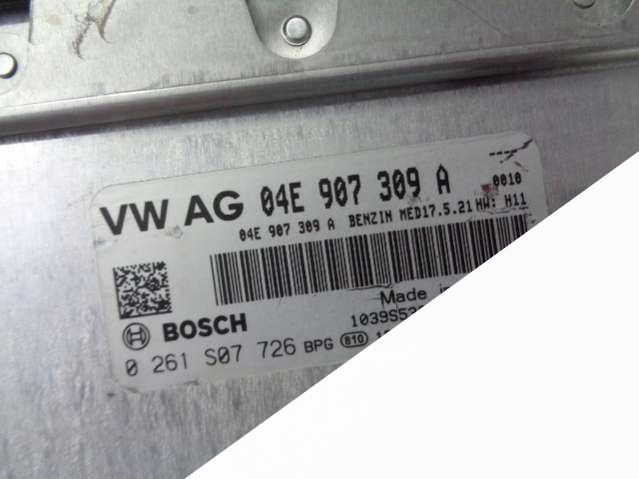 VW AG 04E 907 309 A 0010
04E 907 309 A BENZIN MED17.5.21 HW: H11
Made
BOSCH
0 261 S07 726 BPG 810